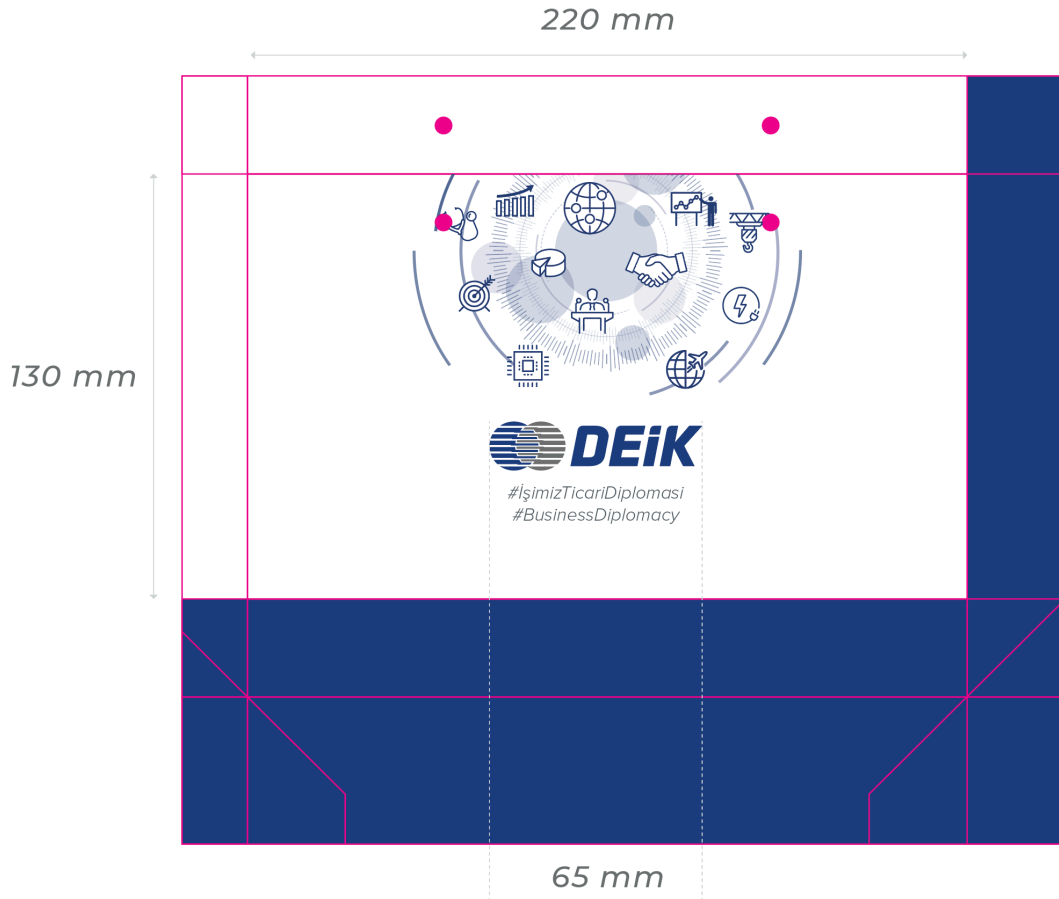 220 mm
130 mm
DEiK
#İşimizTicariDiplomasi
#BusinessDiplomacy
65 mm